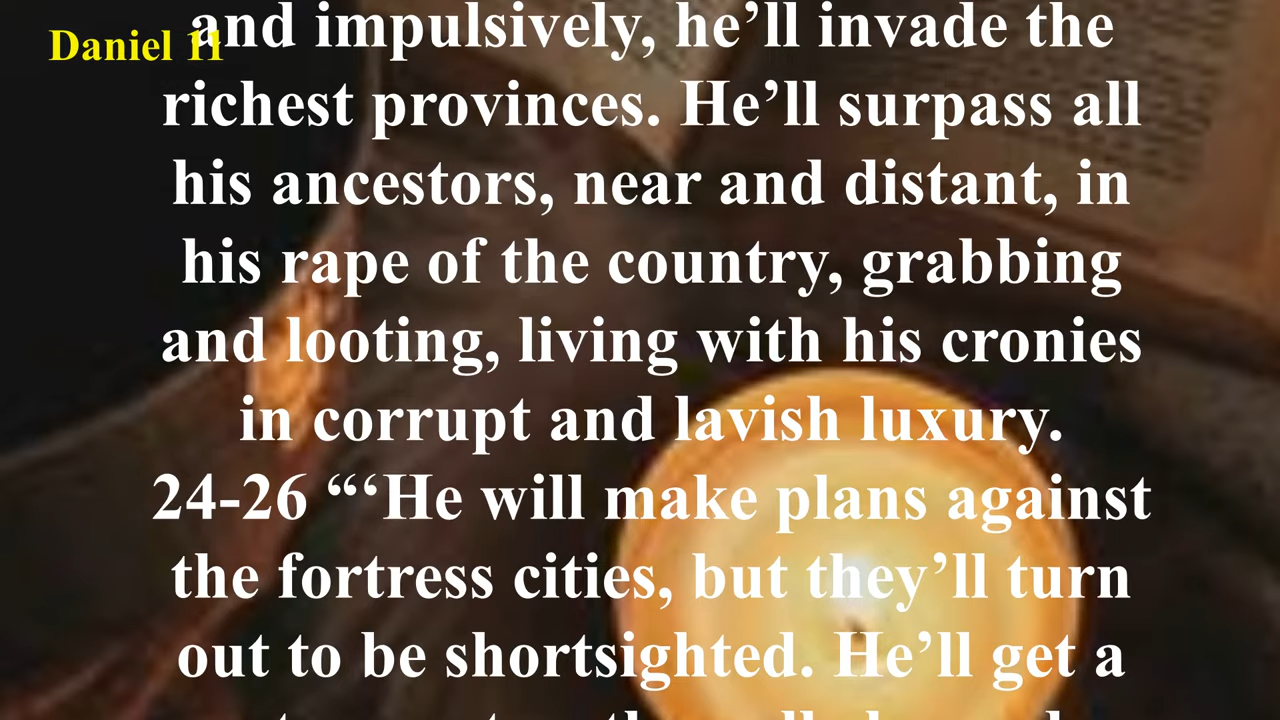 Daniel 11
and impulsively, he’ll invade the
richest provinces. He’ll surpass all
his ancestors, near and distant, in
his rape of the country, grabbing
and looting, living with his cronies
in corrupt and lavish luxury.
24-26 “‘He will make plans against
the fortress cities, but they’ll turn
out to be shortsighted. He’ll get a